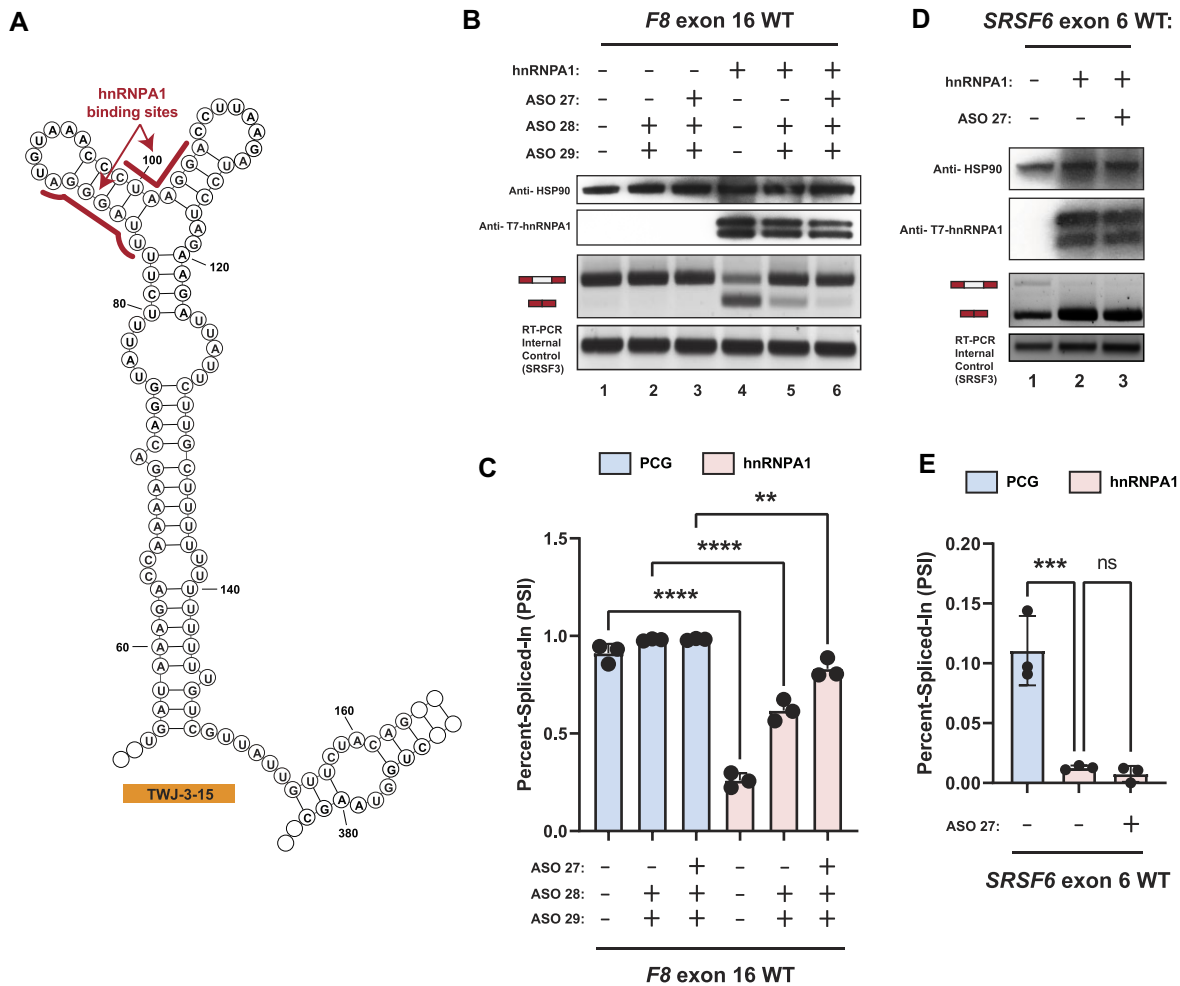 A
hnRNPA1
binding sites
100
120
80
60
140
160
380
TWJ-3-15
B
F8 exon 16 WT
hnRNPA1: – – – + + +
ASO 27: – – + – – +
ASO 28: – + + – + +
ASO 29: – + + – + +
Anti- HSP90
Anti- T7-hnRNPA1
RT-PCR
Internal
Control
(SRSF3)
1 2 3 4 5 6
C
PCG hnRNPA1
**
****
****
Percent-Spliced-In (PSI)
1.5
1.0
0.5
0.0
ASO 27: – – + – – +
ASO 28: – + + – + +
ASO 29: – + + – + +
F8 exon 16 WT
D
SRSF6 exon 6 WT:
hnRNPA1: – + +
ASO 27: – – +
Anti- HSP90
Anti- T7-hnRNPA1
RT-PCR
Internal
Control
(SRSF3)
1 2 3
E
PCG hnRNPA1
*** ns
Percent-Spliced-In (PSI)
0.20
0.15
0.10
0.05
0.00
ASO 27: – – +
SRSF6 exon 6 WT